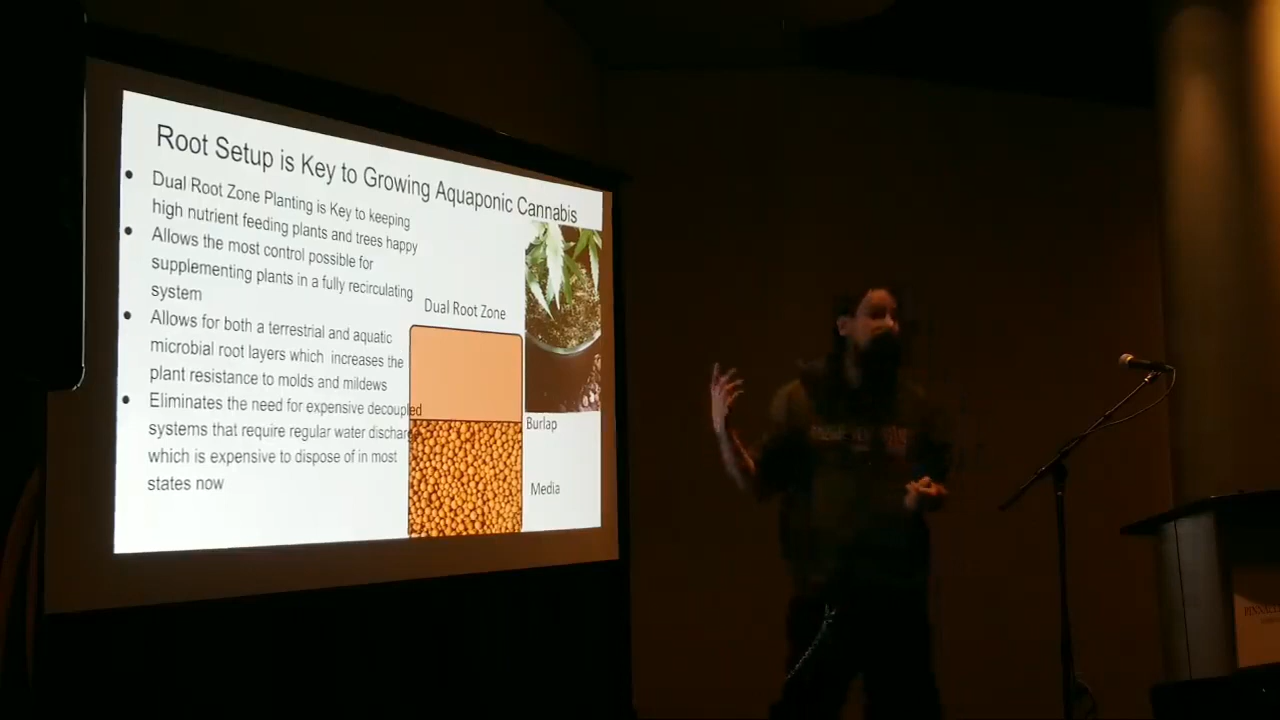 Root Setup is Key to Growing Aquaponic Cannabis
• Dual Root Zone Planting is Key to keeping
high nutrient feeding plants and trees happy
• Allows the most control possible for
supplementing plants in a fully recirculating
system
• Allows for both a terrestrial and aquatic
microbial root layers which increases the
plant resistance to molds and mildews
• Eliminates the need for expensive decoupled
systems that require regular water
which is expensive to dispose of in most
states now
Dual Root Zone
Burlap
Media